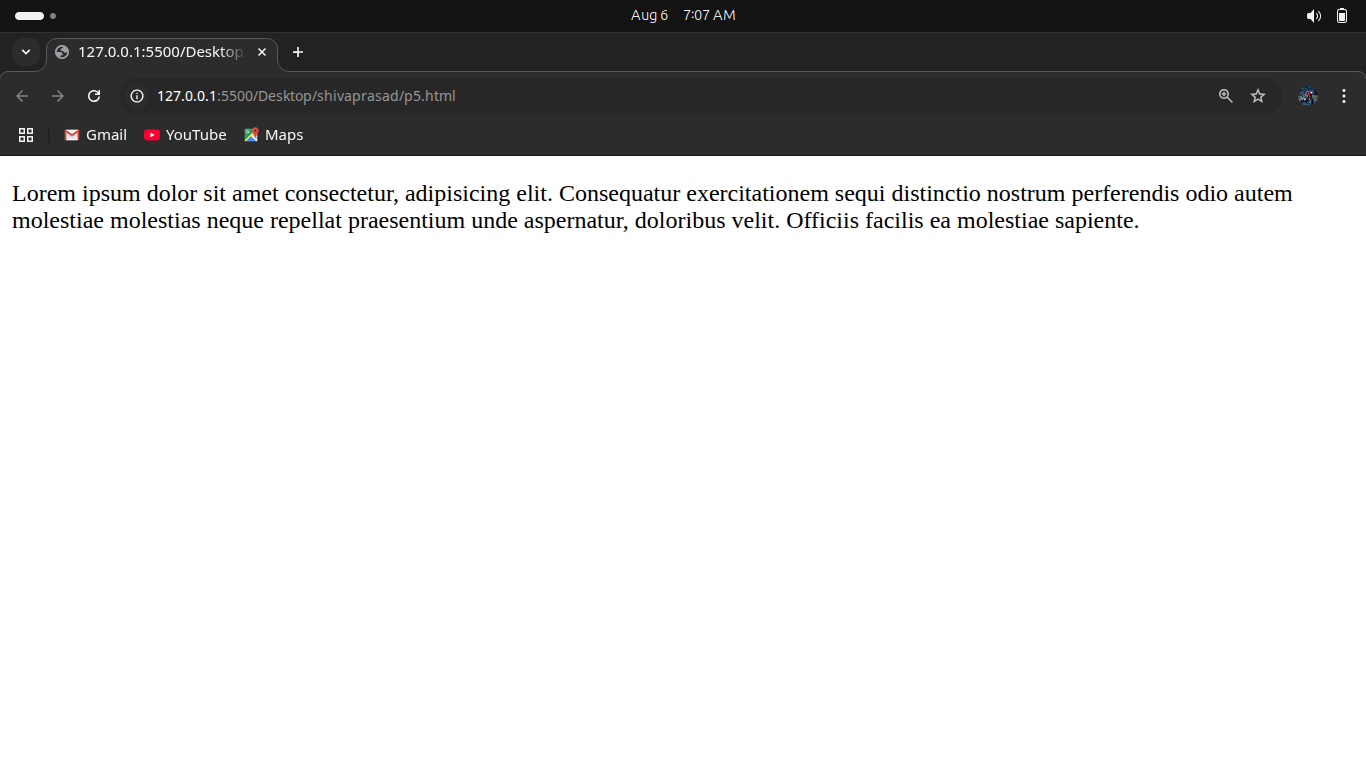 Aug 6 7:07 AM
127.0.0.1:5500/Desktop
127.0.0.1:5500/Desktop/shivaprasad/p5.html
Gmail YouTube Maps
Lorem ipsum dolor sit amet consectetur, adipisicing elit. Consequatur exercitationem sequi distinctio nostrum perferendis odio autem
molestiae molestias neque repellat praesentium unde aspernatur, doloribus velit. Officiis facilis ea molestiae sapiente.